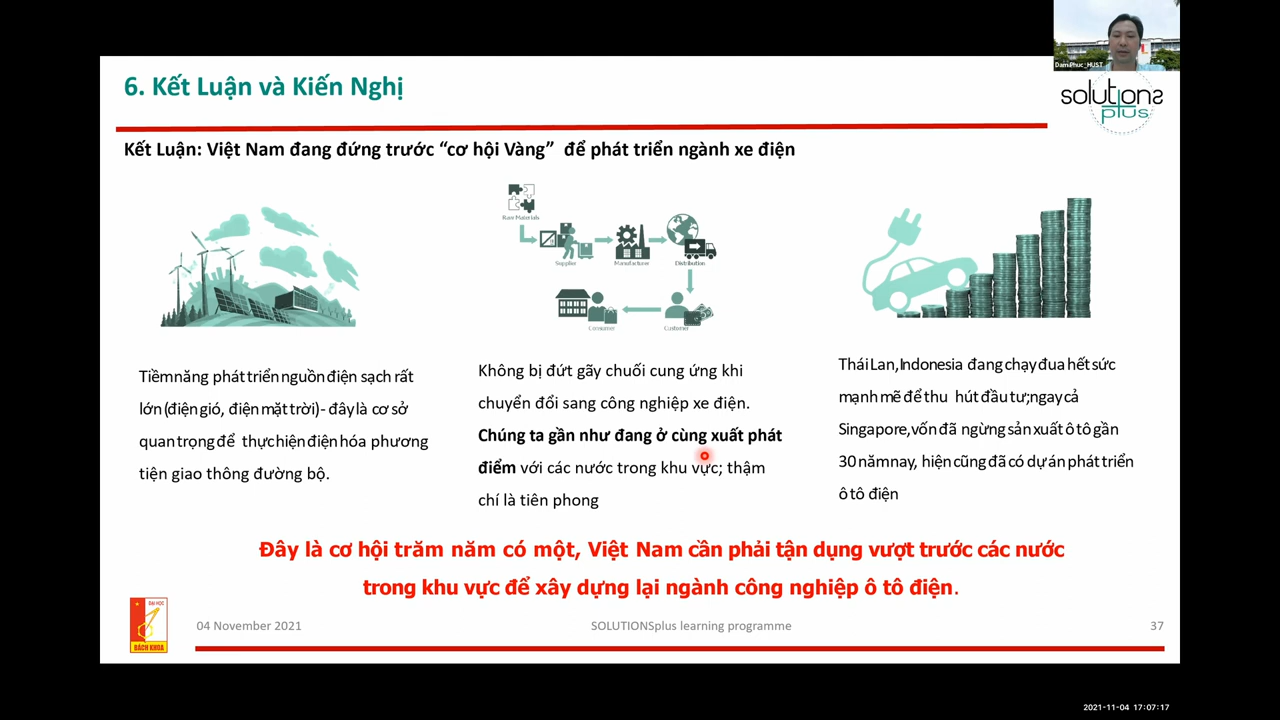 DamPhuc_HUST
6. Kết Luận và Kiến Nghị
solutions
plus
Kết Luận: Việt Nam đang đứng trước “cơ hội Vàng” để phát triển ngành xe điện
Raw Materials
Supplier
Manufacturer
Distribution
Consumer
Customer
Tiềm năng phát triển nguồn điện sạch rất
lớn (điện gió, điện mặt trời) - đây là cơ sở
quan trọng để thực hiện điện hóa phương
tiện giao thông đường bộ.
Không bị đứt gãy chuối cung ứng khi
chuyển đổi sang công nghiệp xe điện.
Chúng ta gần như đang ở cùng xuất phát
điểm với các nước trong khu vực; thậm
chí là tiên phong
Thái Lan, Indonesia đang chạy đua hết sức
mạnh mẽ để thu hút đầu tư; ngay cả
Singapore, vốn đã ngừng sản xuất ô tô gần
30 năm nay, hiện cũng đã có dự án phát triển
ô tô điện
Đây là cơ hội trăm năm có một, Việt Nam cần phải tận dụng vượt trước các nước
trong khu vực để xây dựng lại ngành công nghiệp ô tô điện.
ĐẠI HỌC
BÁCH KHOA
04 November 2021
SOLUTIONSplus learning programme
37
2021-11-04 17:07:17